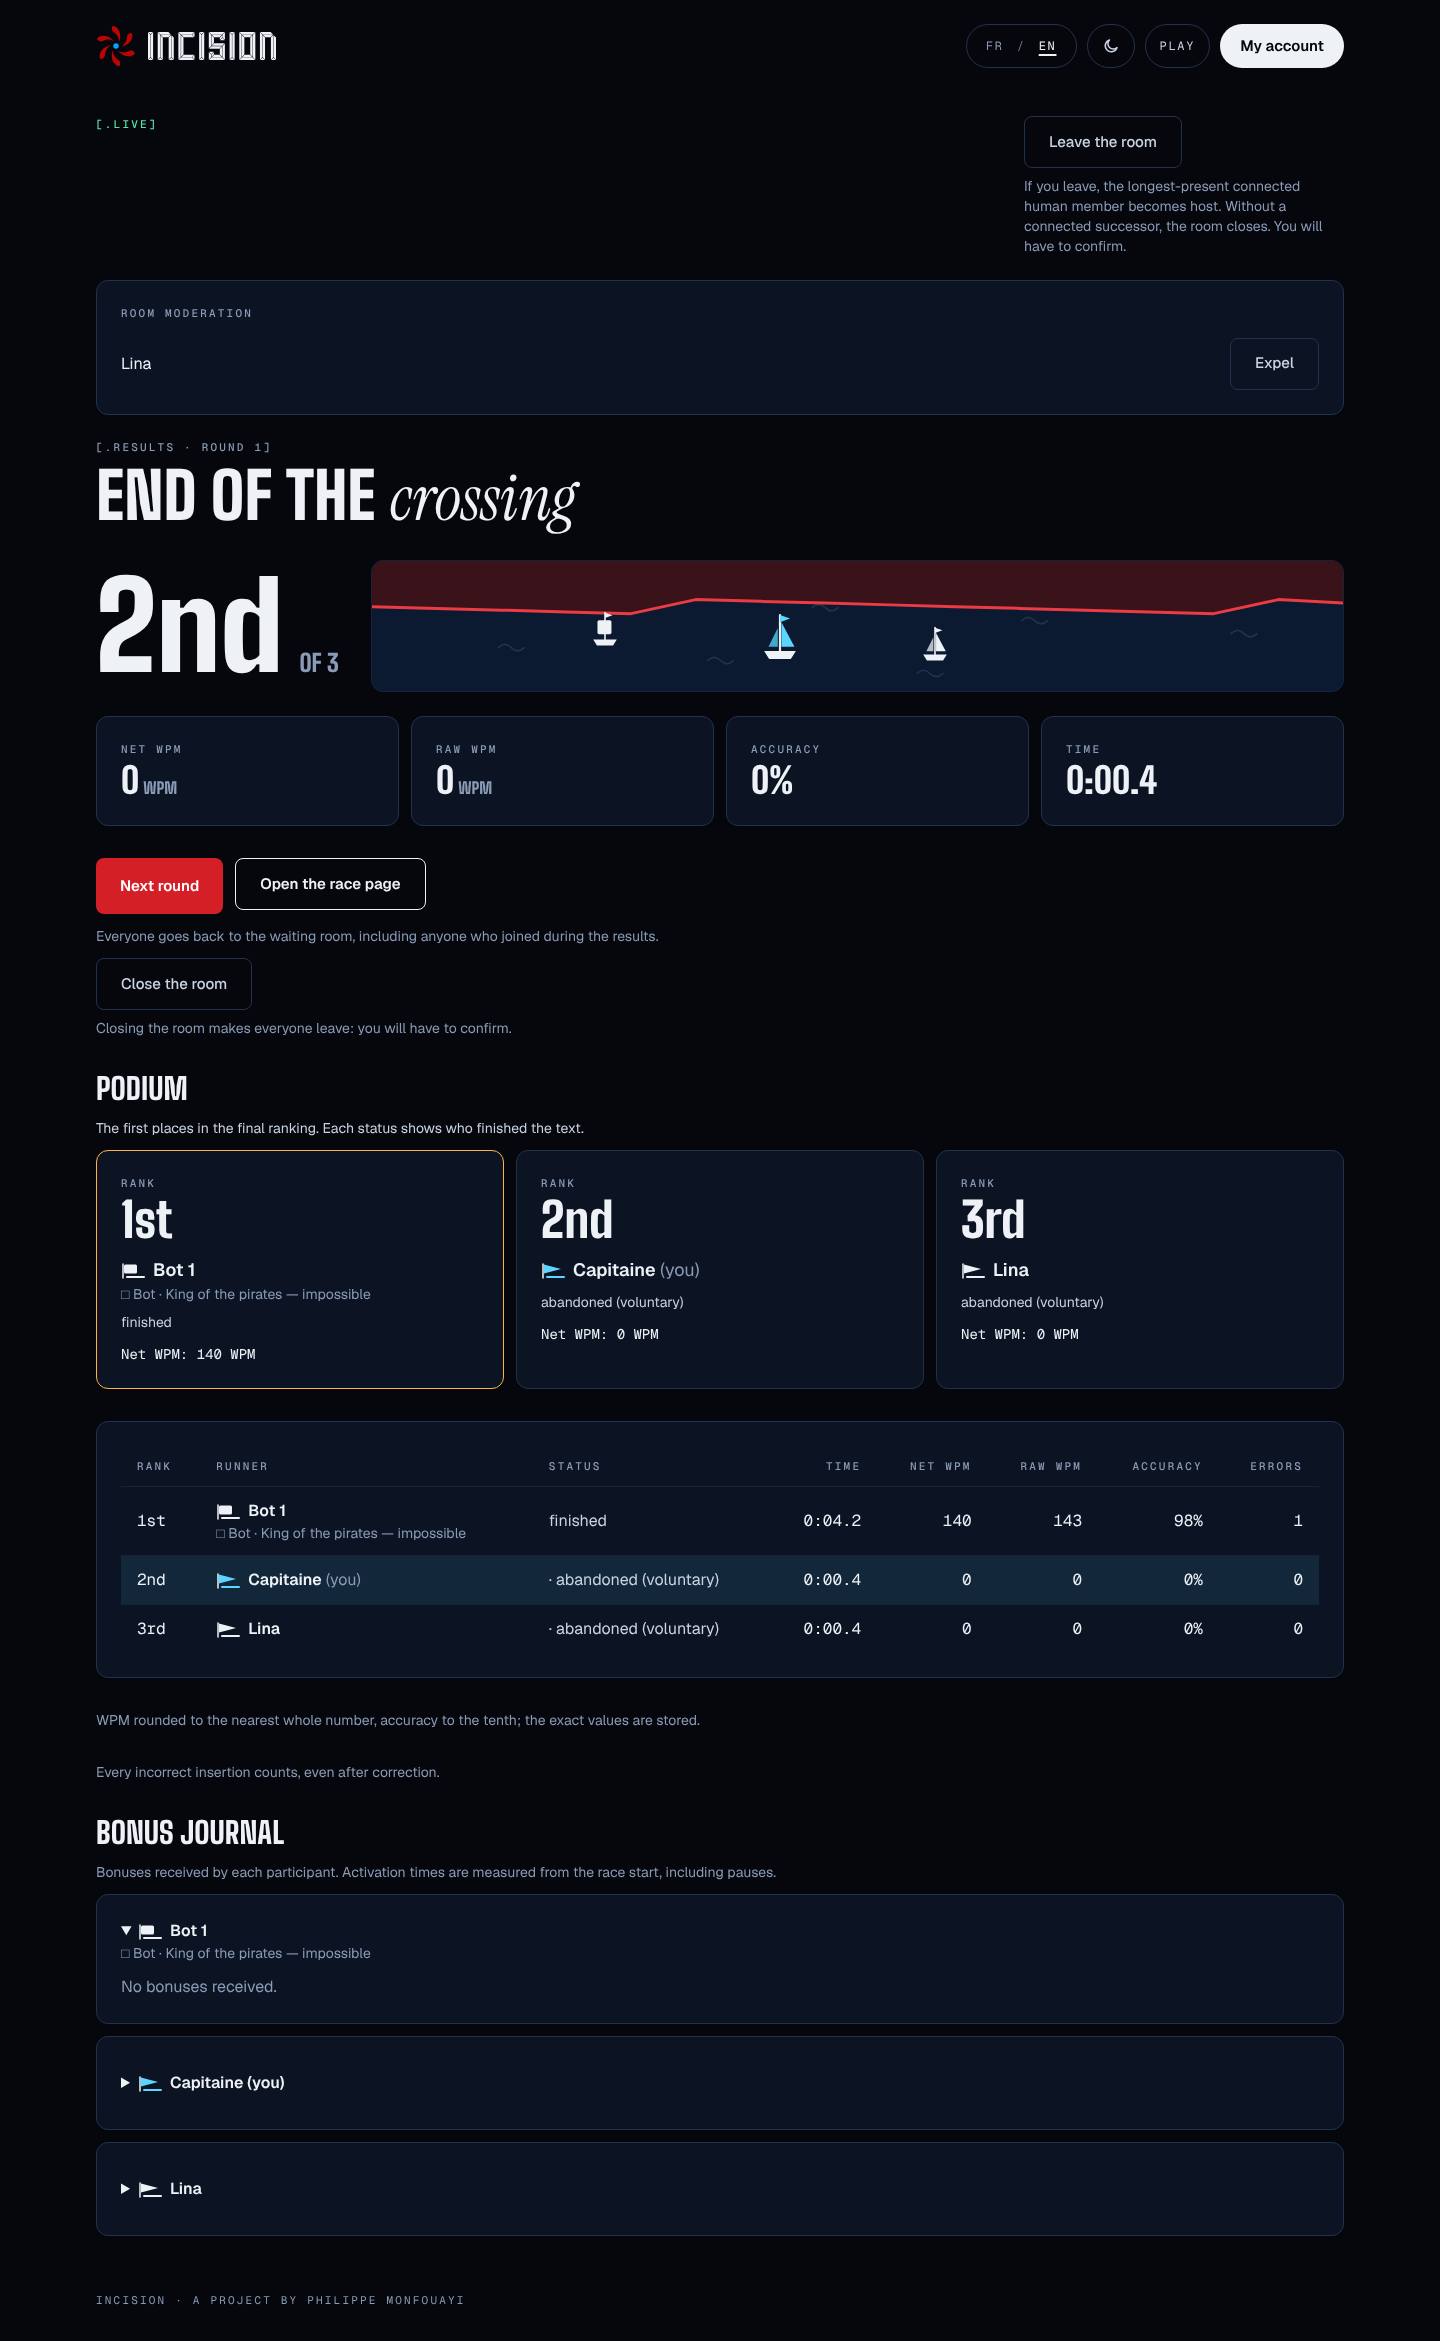 INCISION
FR / EN
PLAY
My account
[.LIVE]
Leave the room
If you leave, the longest-present connected
human member becomes host. Without a
connected successor, the room closes. You will
have to confirm.
ROOM MODERATION
Lina
Expel
[.RESULTS · ROUND 1]
END OF THE crossing
2nd OF 3
NET WPM
0 WPM
RAW WPM
0 WPM
ACCURACY
0%
TIME
0:00.4
Next round
Open the race page
Everyone goes back to the waiting room, including anyone who joined during the results.
Close the room
Closing the room makes everyone leave: you will have to confirm.
PODIUM
The first places in the final ranking. Each status shows who finished the text.
RANK
1st
Bot 1
□ Bot · King of the pirates — impossible
finished
Net WPM: 140 WPM
RANK
2nd
Capitaine (you)
abandoned (voluntary)
Net WPM: 0 WPM
RANK
3rd
Lina
abandoned (voluntary)
Net WPM: 0 WPM
RANK RUNNER STATUS TIME NET WPM RAW WPM ACCURACY ERRORS
1st Bot 1 finished 0:04.2 140 143 98% 1
□ Bot · King of the pirates — impossible
2nd Capitaine (you) · abandoned (voluntary) 0:00.4 0 0 0% 0
3rd Lina · abandoned (voluntary) 0:00.4 0 0 0% 0
WPM rounded to the nearest whole number, accuracy to the tenth; the exact values are stored.
Every incorrect insertion counts, even after correction.
BONUS JOURNAL
Bonuses received by each participant. Activation times are measured from the race start, including pauses.
Bot 1
□ Bot · King of the pirates — impossible
No bonuses received.
Capitaine (you)
Lina
INCISION · A PROJECT BY PHILIPPE MONFOUAYI